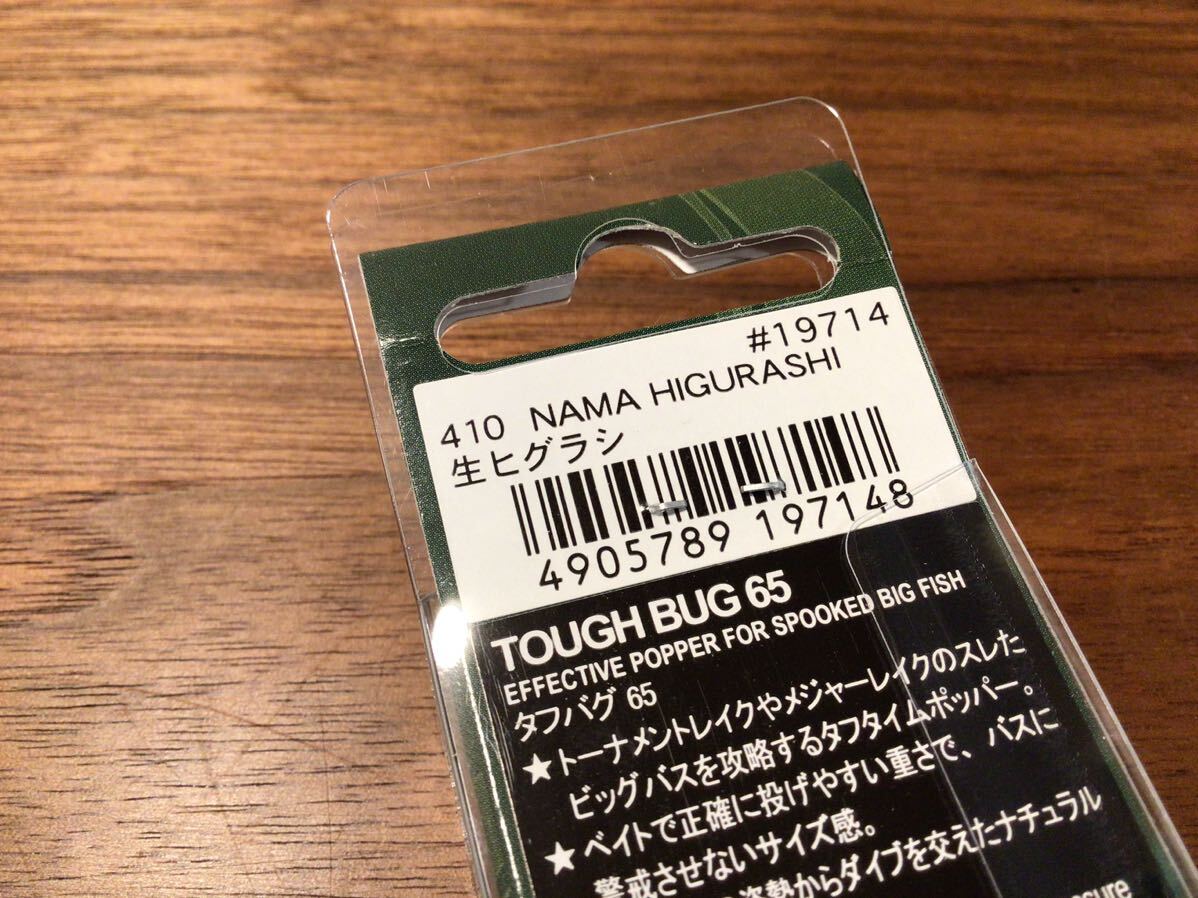 #19714
410 NAMA HIGURASHI
生ヒグラシ
4905789 197148
TOUGH BUG 65
EFFECTIVE POPPER FOR SPOOKED BIG FISH
タフバグ 65
★トーナメントレイクやメジャーレイクのスレた
ビッグバスを攻略するタフタイムポッパー。
★ベイトで正確に投げやすい重さで、バスに
警戒させないサイズ感。
姿勢からダイブを交えたナチュラル